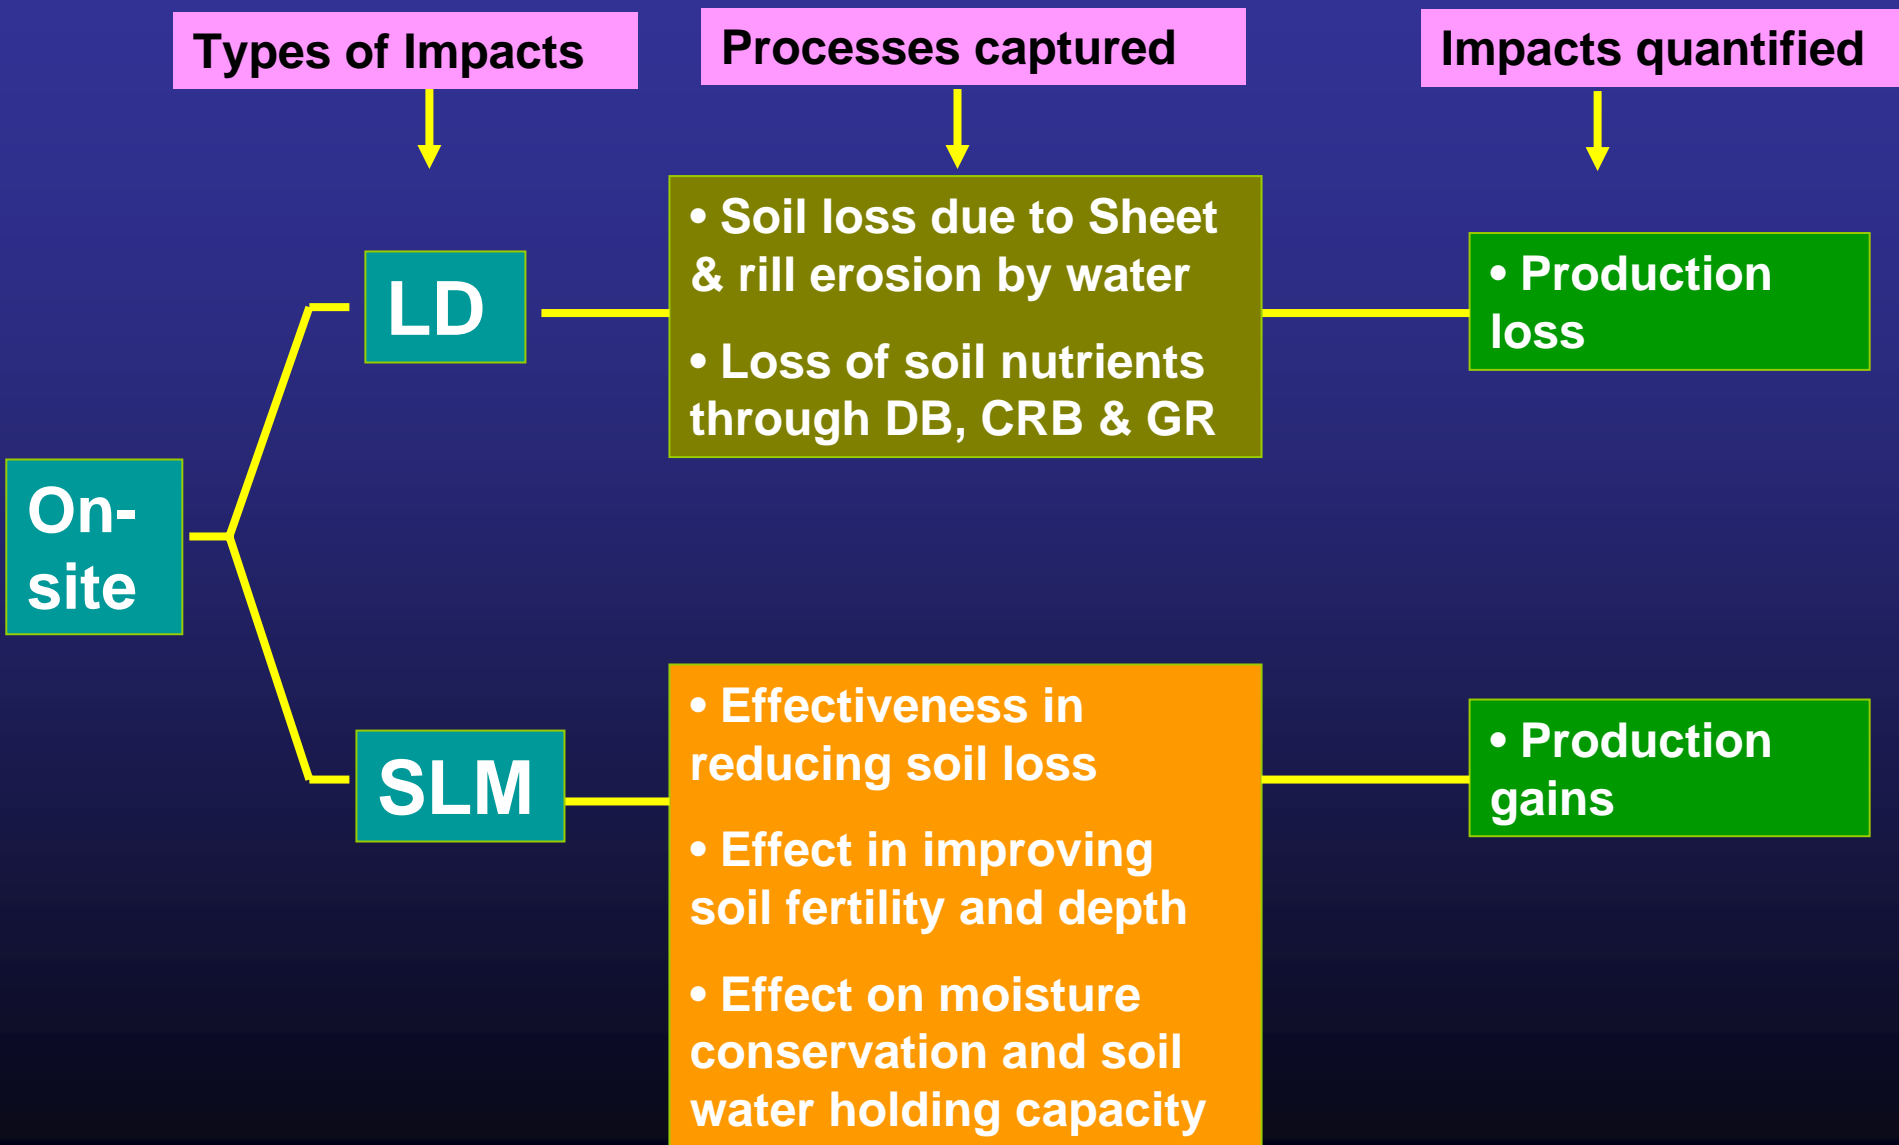 Types of Impacts
Processes captured
Impacts quantified
• Soil loss due to Sheet
& rill erosion by water
• Loss of soil nutrients
through DB, CRB & GR
LD
• Production
loss
On-
site
SLM
• Effectiveness in
reducing soil loss
• Effect in improving
soil fertility and depth
• Effect on moisture
conservation and soil
water holding capacity
• Production
gains